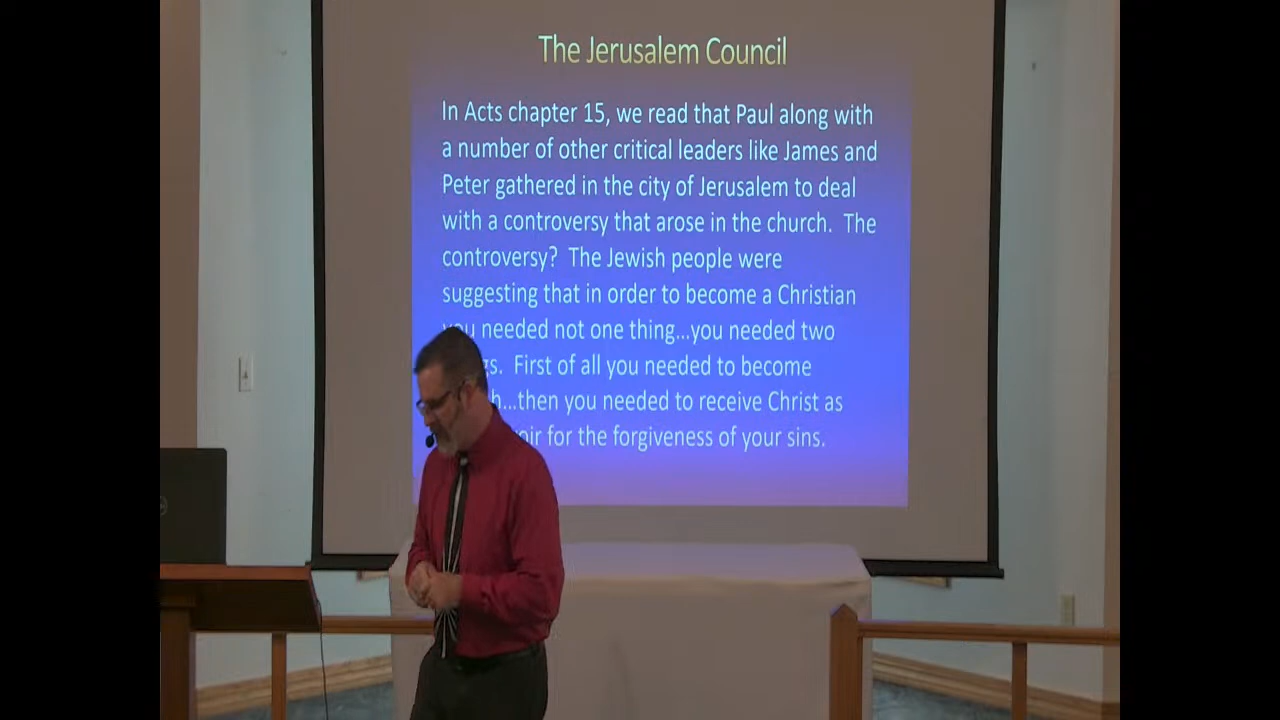 The Jerusalem Council
In Acts chapter 15, we read that Paul along with
a number of other critical leaders like James and
Peter gathered in the city of Jerusalem to deal
with a controversy that arose in the church. The
controversy? The Jewish people were
suggesting that in order to become a Christian
you needed not one thing...you needed two
First of all you needed to become
...then you needed to receive Christ as
for the forgiveness of your sins.